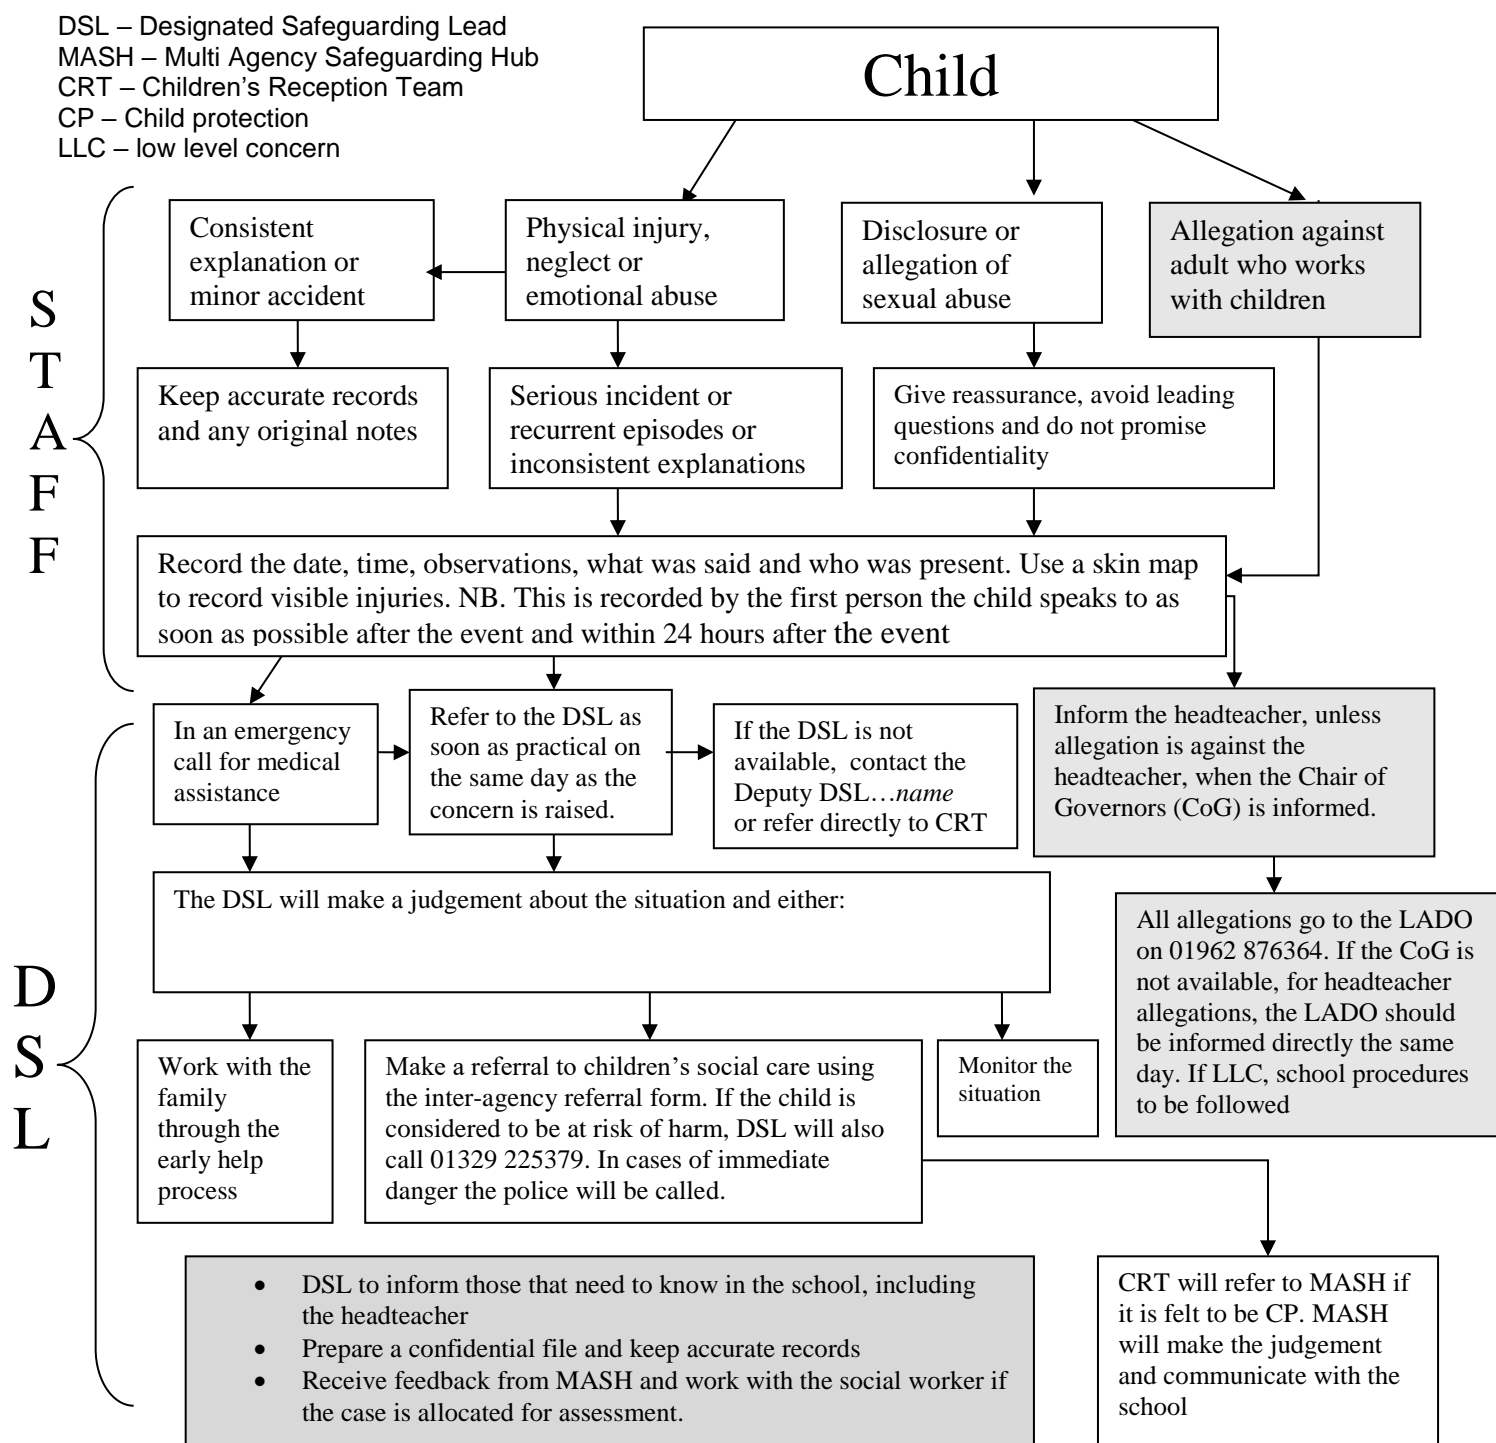 DSL – Designated Safeguarding Lead
MASH – Multi Agency Safeguarding Hub
CRT – Children's Reception Team
CP – Child protection
LLC – low level concern
Child
S
T
A
F
F
Consistent
explanation or
minor accident
Physical injury,
neglect or
emotional abuse
Disclosure or
allegation of
sexual abuse
Allegation against
adult who works
with children
Keep accurate records
and any original notes
Serious incident or
recurrent episodes or
inconsistent explanations
Give reassurance, avoid leading
questions and do not promise
confidentiality
Record the date, time, observations, what was said and who was present. Use a skin map
to record visible injuries. NB. This is recorded by the first person the child speaks to as
soon as possible after the event and within 24 hours after the event
D
S
L
In an emergency
call for medical
assistance
Refer to the DSL as
soon as practical on
the same day as the
concern is raised.
If the DSL is not
available, contact the
Deputy DSL…name
or refer directly to CRT
Inform the headteacher, unless
allegation is against the
headteacher, when the Chair of
Governors (CoG) is informed.
The DSL will make a judgement about the situation and either:
All allegations go to the LADO
on 01962 876364. If the CoG is
not available, for headteacher
allegations, the LADO should
be informed directly the same
day. If LLC, school procedures
to be followed
Work with the
family
through the
early help
process
Make a referral to children's social care using
the inter-agency referral form. If the child is
considered to be at risk of harm, DSL will also
call 01329 225379. In cases of immediate
danger the police will be called.
Monitor the
situation
• DSL to inform those that need to know in the school, including
the headteacher
• Prepare a confidential file and keep accurate records
• Receive feedback from MASH and work with the social worker if
the case is allocated for assessment.
CRT will refer to MASH if
it is felt to be CP. MASH
will make the judgement
and communicate with the
school